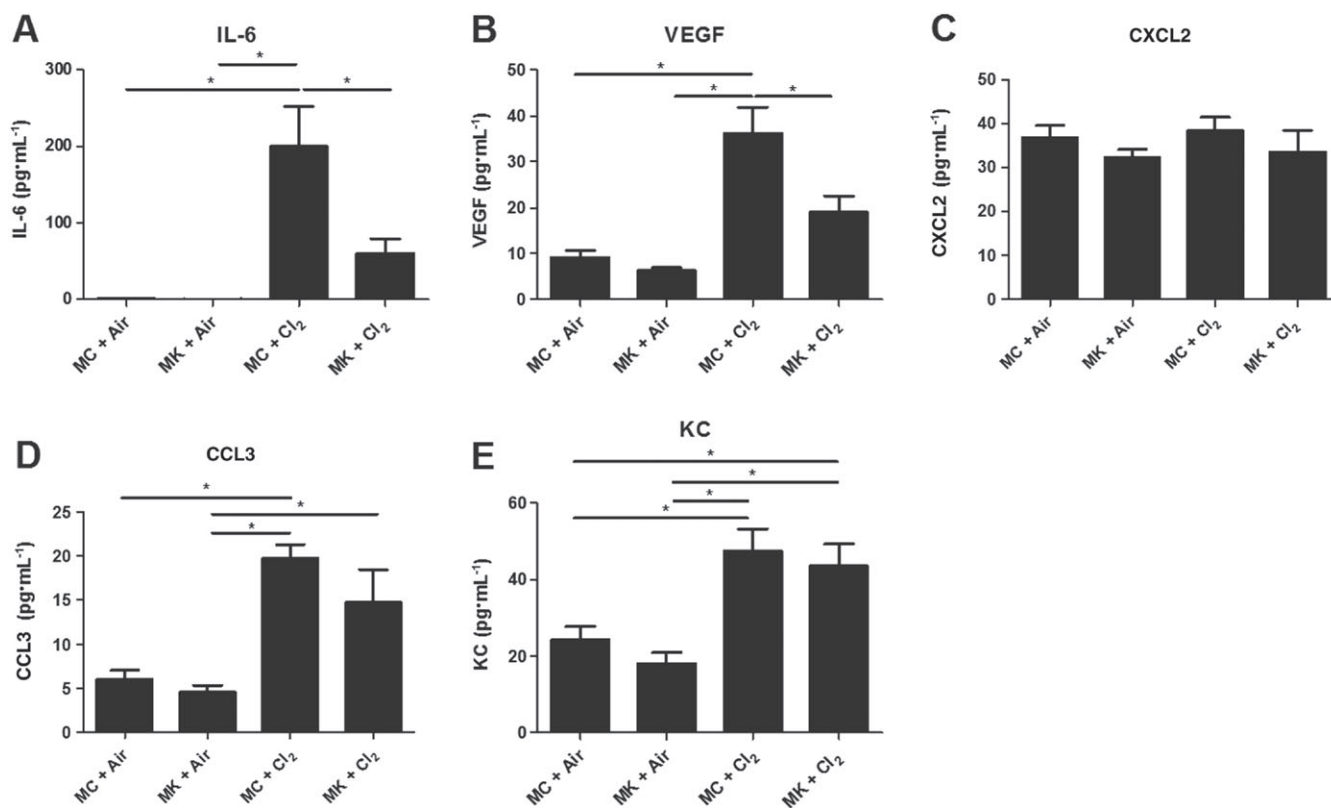 A
IL-6
*
*
*
IL-6 (pg·mL⁻¹)
300
200
100
0
MC + Air
MK + Air
MC + Cl₂
MK + Cl₂
B
VEGF
*
*
*
VEGF (pg·mL⁻¹)
50
40
30
20
10
0
MC + Air
MK + Air
MC + Cl₂
MK + Cl₂
C
CXCL2
CXCL2 (pg·mL⁻¹)
50
40
30
20
10
0
MC + Air
MK + Air
MC + Cl₂
MK + Cl₂
D
CCL3
*
*
*
CCL3 (pg·mL⁻¹)
25
20
15
10
5
0
MC + Air
MK + Air
MC + Cl₂
MK + Cl₂
E
KC
*
*
*
*
KC (pg·mL⁻¹)
60
40
20
0
MC + Air
MK + Air
MC + Cl₂
MK + Cl₂